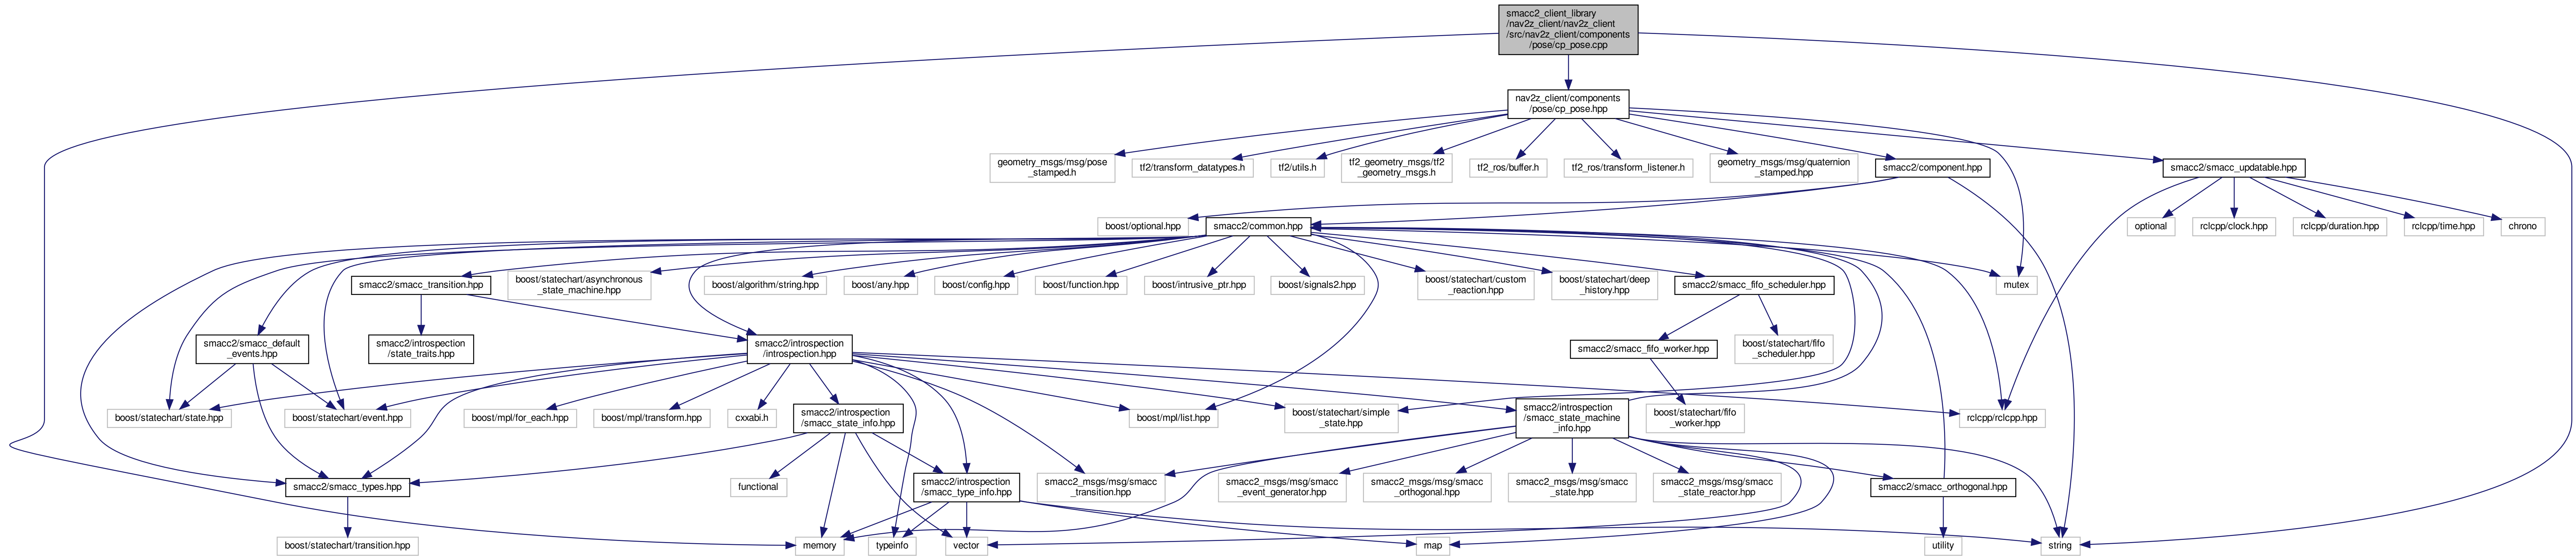 smacc2_client_library
/nav2z_client/nav2z_client
/src/nav2z_client/components
/pose/cp_pose.cpp
nav2z_client/components
/pose/cp_pose.hpp
geometry_msgs/msg/pose
_stamped.h
tf2/transform_datatypes.h
tf2/utils.h
tf2_geometry_msgs/tf2
_geometry_msgs.h
tf2_ros/buffer.h
tf2_ros/transform_listener.h
geometry_msgs/msg/quaternion
_stamped.hpp
smacc2/component.hpp
smacc2/smacc_updatable.hpp
boost/optional.hpp
smacc2/common.hpp
optional
rclcpp/clock.hpp
rclcpp/duration.hpp
rclcpp/time.hpp
chrono
smacc2/smacc_transition.hpp
boost/statechart/asynchronous
_state_machine.hpp
boost/algorithm/string.hpp
boost/any.hpp
boost/config.hpp
boost/function.hpp
boost/intrusive_ptr.hpp
boost/signals2.hpp
boost/statechart/custom
_reaction.hpp
boost/statechart/deep
_history.hpp
smacc2/smacc_fifo_scheduler.hpp
mutex
smacc2/smacc_default
_events.hpp
smacc2/introspection
/state_traits.hpp
smacc2/introspection
/introspection.hpp
smacc2/smacc_fifo_worker.hpp
boost/statechart/fifo
_scheduler.hpp
boost/statechart/state.hpp
boost/statechart/event.hpp
boost/mpl/for_each.hpp
boost/mpl/transform.hpp
cxxabi.h
smacc2/introspection
/smacc_state_info.hpp
boost/mpl/list.hpp
boost/statechart/simple
_state.hpp
smacc2/introspection
/smacc_state_machine
_info.hpp
boost/statechart/fifo
_worker.hpp
rclcpp/rclcpp.hpp
smacc2/smacc_types.hpp
functional
smacc2/introspection
/smacc_type_info.hpp
smacc2_msgs/msg/smacc
_transition.hpp
smacc2_msgs/msg/smacc
_event_generator.hpp
smacc2_msgs/msg/smacc
_orthogonal.hpp
smacc2_msgs/msg/smacc
_state.hpp
smacc2_msgs/msg/smacc
_state_reactor.hpp
smacc2/smacc_orthogonal.hpp
boost/statechart/transition.hpp
memory
typeinfo
vector
map
utility
string